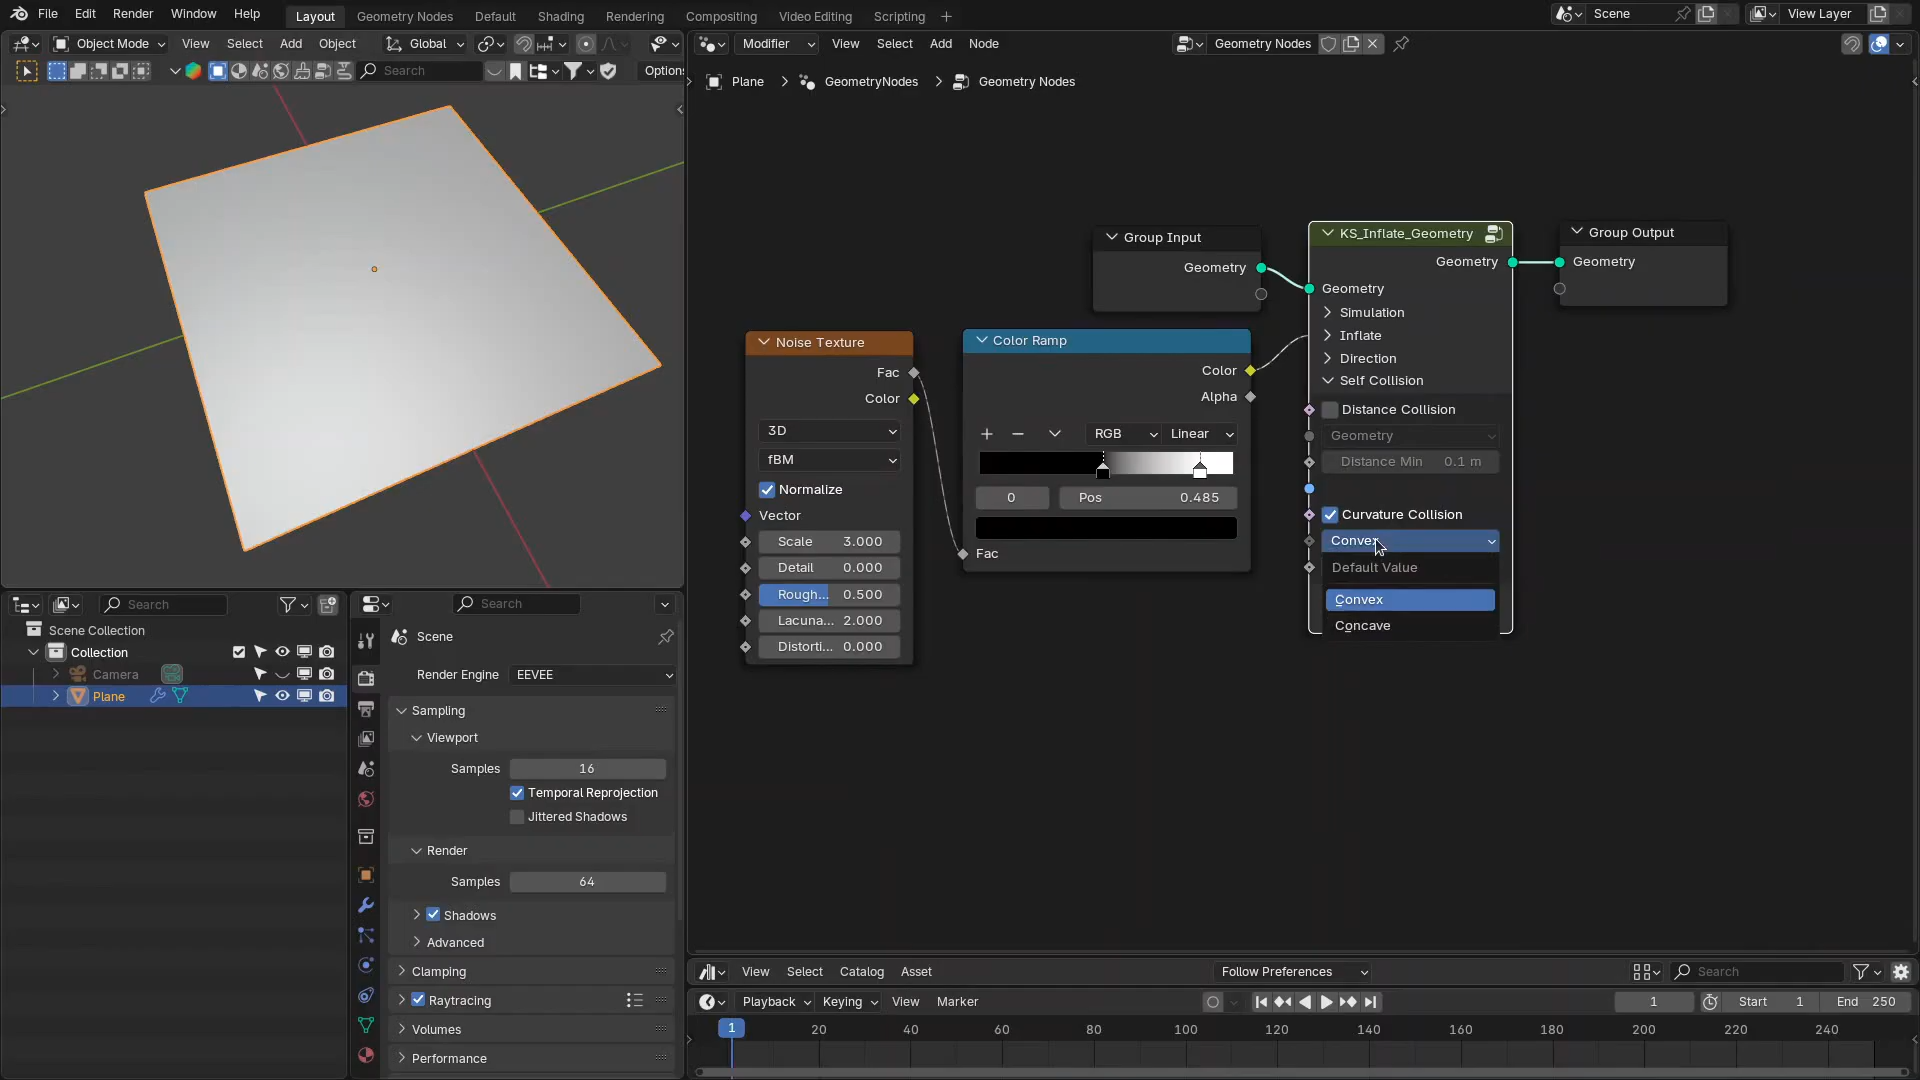 File Edit Render Window Help Layout Geometry Nodes Default Shading Rendering Compositing Video Editing Scripting + Scene View Layer
Object Mode View Select Add Object Global
Search Options
Modifier View Select Add Node Geometry Nodes
Plane > GeometryNodes > Geometry Nodes
Group Input
Geometry
KS_Inflate_Geometry
Geometry
Geometry
Simulation
Inflate
Direction
Self Collision
Distance Collision
Geometry
Distance Min 0.1 m
Curvature Collision
Convex
Default Value
Convex
Concave
Group Output
Geometry
Noise Texture
Fac
Color
3D
fBM
Normalize
Vector
Scale 3.000
Detail 0.000
Rough... 0.500
Lacuna... 2.000
Distorti... 0.000
Color Ramp
Color
Alpha
RGB Linear
0 Pos 0.485
Fac
Search
Scene Collection
Collection
Camera
Plane
Search
Scene
Render Engine EEVEE
Sampling
Viewport
Samples 16
Temporal Reprojection
Jittered Shadows
Render
Samples 64
Shadows
Advanced
Clamping
Raytracing
Volumes
Performance
View Select Catalog Asset Follow Preferences Search
Playback Keying View Marker 1 Start 1 End 250
1 20 40 60 80 100 120 140 160 180 200 220 240